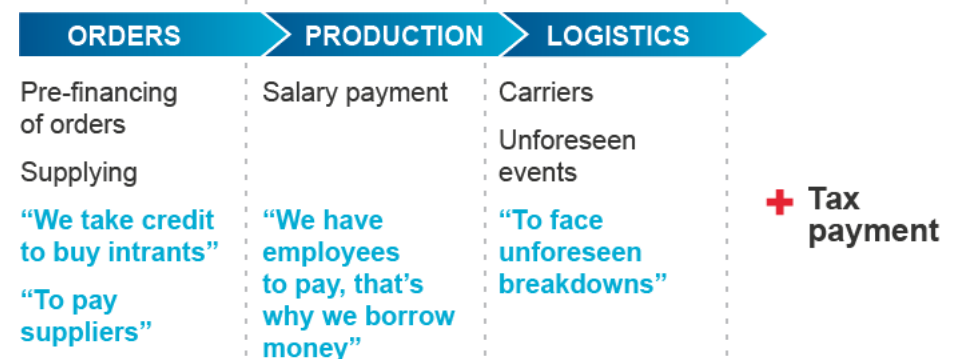 ORDERS
PRODUCTION
LOGISTICS
Pre-financing
of orders
Supplying
“We take credit
to buy intrants”
“To pay
suppliers”
Salary payment
“We have
employees
to pay, that’s
why we borrow
money”
Carriers
Unforeseen
events
“To face
unforeseen
breakdowns”
+ Tax
payment